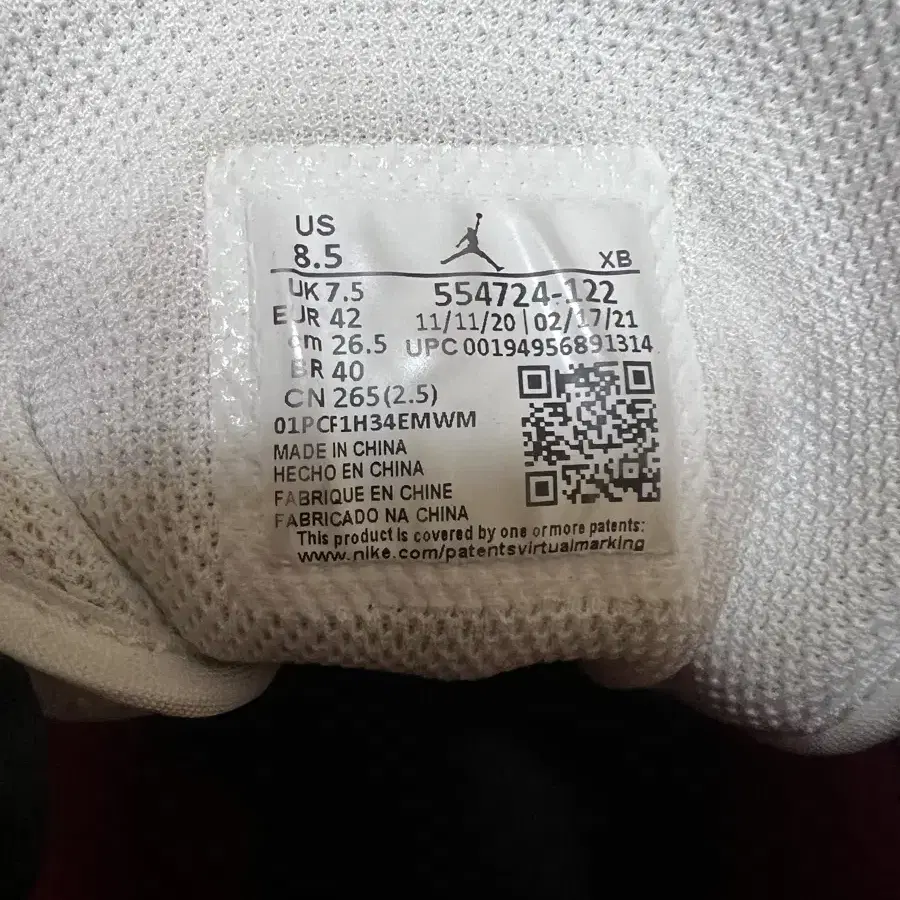 US
8.5 XB
UK 7.5 554724-122
EUR 42 11/11/20 | 02/17/21
cm 26.5 UPC 00194956891314
BR 40
CN 265(2.5)
01PCF1H34EMWM
MADE IN CHINA
HECHO EN CHINA
FABRIQUE EN CHINE
FABRICADO NA CHINA
This product is covered by one or more patents:
www.nike.com/patentsvirtualmarking